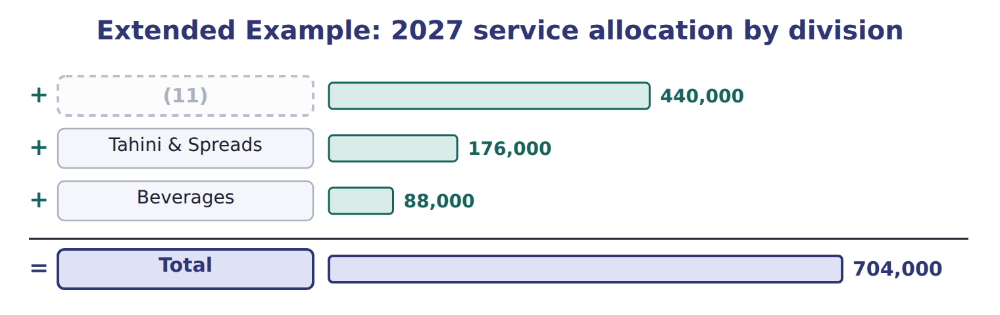 Extended Example: 2027 service allocation by division
+ (11) 440,000
+ Tahini & Spreads 176,000
+ Beverages 88,000
= Total 704,000